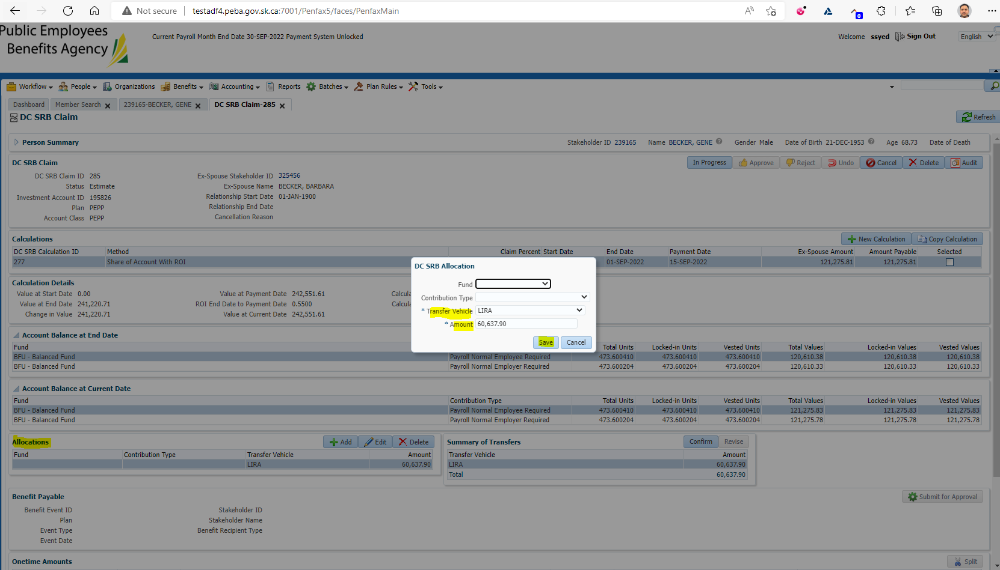 Not secure | testadf4.peba.gov.sk.ca:7001/Penfax5/faces/PenfaxMain
0
Public Employees
Benefits Agency
Current Payroll Month End Date 30-SEP-2022 Payment System Unlocked
Welcome ssyed Sign Out English
Workflow People Organizations Benefits Accounting Reports Batches Plan Rules Tools
Dashboard Member Search 239165-BECKER, GENE DC SRB Claim-285
DC SRB Claim Refresh
Person Summary Stakeholder ID 239165 Name BECKER, GENE Gender Male Date of Birth 21-DEC-1953 Age 68.73 Date of Death
DC SRB Claim In Progress Approve Reject Undo Cancel Delete Audit
DC SRB Claim ID 285 Ex-Spouse Stakeholder ID 325456
Status Estimate Ex-Spouse Name BECKER, BARBARA
Investment Account ID 195826 Relationship Start Date 01-JAN-1900
Plan PEPP Relationship End Date
Account Class PEPP Cancellation Reason
Calculations New Calculation Copy Calculation
DC SRB Calculation ID Method Claim Percent Start Date End Date Payment Date Ex-Spouse Amount Amount Payable Selected
277 Share of Account With ROI 01-SEP-2022 15-SEP-2022 121,275.81 121,275.81
Calculation Details
Value at Start Date 0.00 Value at Payment Date 242,551.61 Calcula
Value at End Date 241,220.71 ROI End Date to Payment Date 0.5500 Calcula
Change in Value 241,220.71 Value at Current Date 242,551.61
DC SRB Allocation
Fund
Contribution Type
* Transfer Vehicle LIRA
* Amount 60,637.90
Save Cancel
Account Balance at End Date
Fund Total Units Locked-in Units Vested Units Total Values Locked-in Values Vested Values
BFU - Balanced Fund Payroll Normal Employee Required 473.600410 473.600410 473.600410 120,610.38 120,610.38 120,610.38
BFU - Balanced Fund Payroll Normal Employer Required 473.600204 473.600204 473.600204 120,610.33 120,610.33 120,610.33
Account Balance at Current Date
Fund Contribution Type Total Units Locked-in Units Vested Units Total Values Locked-in Values Vested Values
BFU - Balanced Fund Payroll Normal Employee Required 473.600410 473.600410 473.600410 121,275.83 121,275.83 121,275.83
BFU - Balanced Fund Payroll Normal Employer Required 473.600204 473.600204 473.600204 121,275.78 121,275.78 121,275.78
Allocations Add Edit Delete
Fund Contribution Type Transfer Vehicle Amount
LIRA 60,637.90
Summary of Transfers Confirm Revise
Transfer Vehicle Amount
LIRA 60,637.90
Total 60,637.90
Benefit Payable Submit for Approval
Benefit Event ID Stakeholder ID
Plan Stakeholder Name
Event Type Benefit Recipient Type
Event Date
Onetime Amounts Split